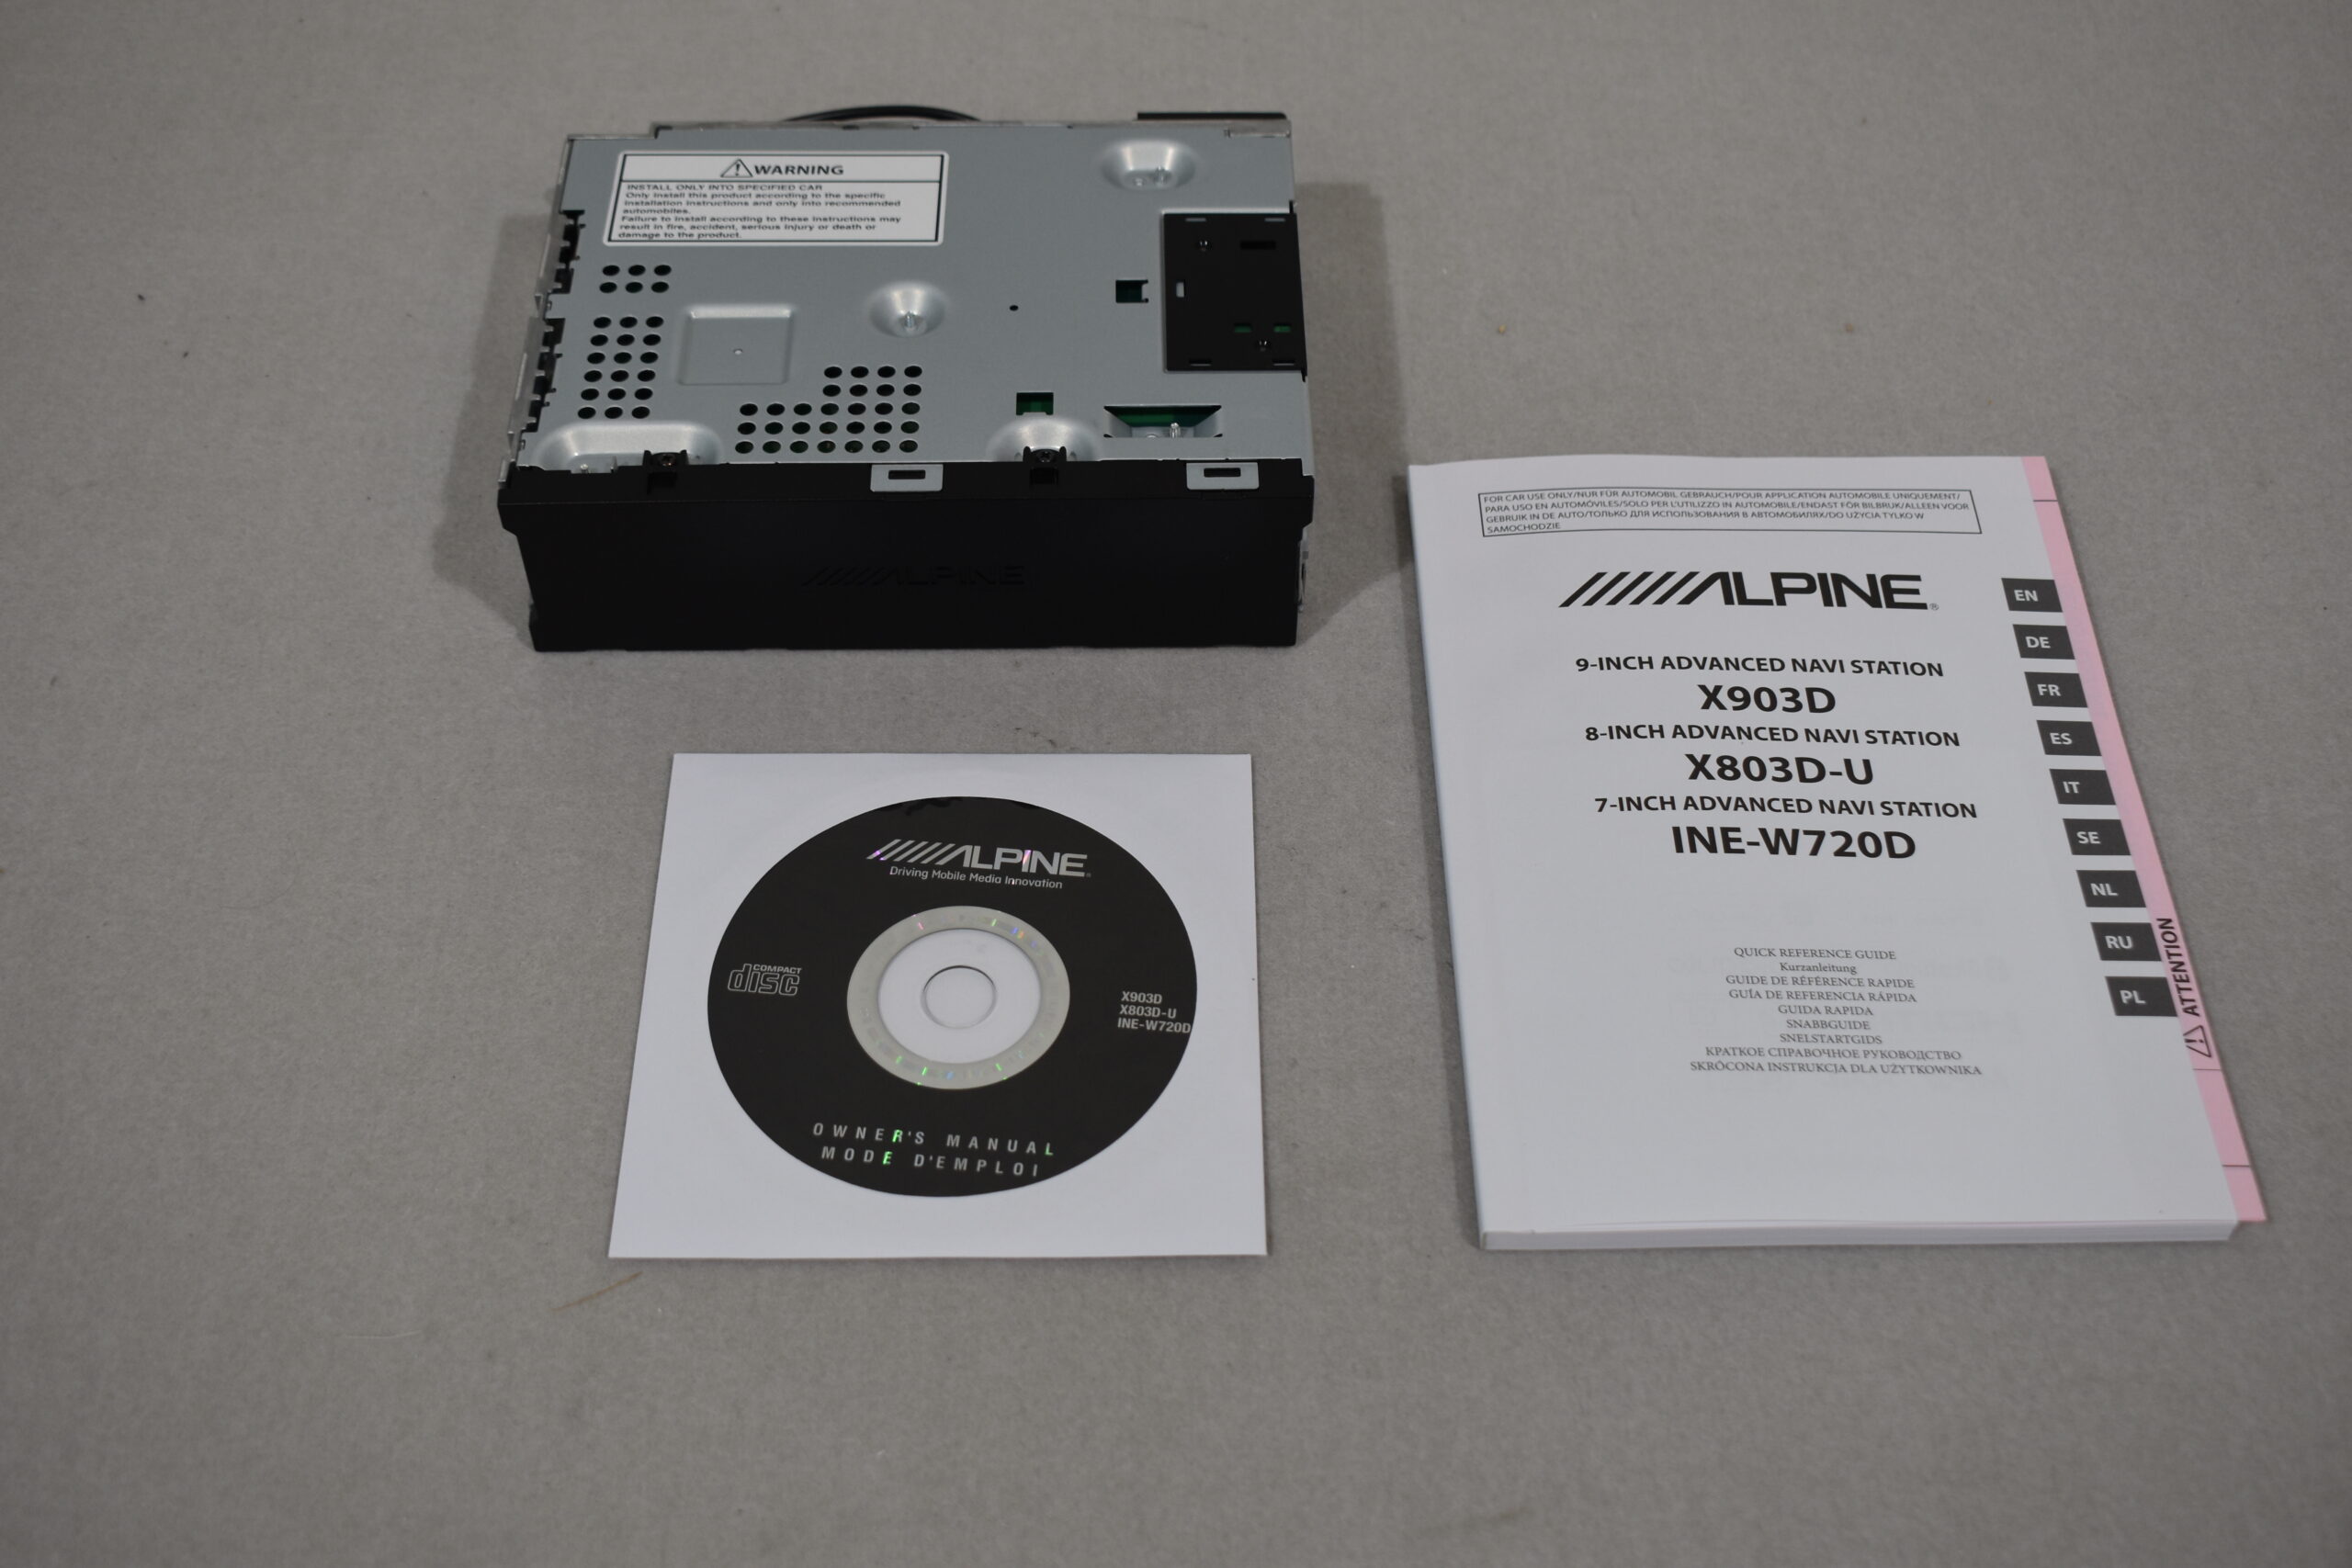 ⚠WARNING
INSTALL ONLY INTO SPECIFIED CAR
Only install this product according to the specific
installation instructions and only into recommended
automobiles.
Failure to install according to these instructions may
result in fire, accident, serious injury or death or
damage to the product.
ALPINE
FOR CAR USE ONLY/NUR FÜR AUTOMOBIL GEBRAUCH/POUR APPLICATION AUTOMOBILE UNIQUEMENT/
PARA USO EN AUTOMÓVILES/SOLO PER L'UTILIZZO IN AUTOMOBILE/ENDAST FÖR BILBRUK/ALLEEN VOOR
GEBRUIK IN DE AUTO/ТОЛЬКО ДЛЯ ИСПОЛЬЗОВАНИЯ В АВТОМОБИЛЯХ/DO UŻYCIA TYLKO W
SAMOCHODZIE
ALPINE®
9-INCH ADVANCED NAVI STATION
X903D
8-INCH ADVANCED NAVI STATION
X803D-U
7-INCH ADVANCED NAVI STATION
INE-W720D
QUICK REFERENCE GUIDE
Kurzanleitung
GUIDE DE RÉFÉRENCE RAPIDE
GUÍA DE REFERENCIA RÁPIDA
GUIDA RAPIDA
SNABBGUIDE
SNELSTARTGIDS
КРАТКОЕ СПРАВОЧНОЕ РУКОВОДСТВО
SKRÓCONA INSTRUKCJA DLA UŻYTKOWNIKA
EN
DE
FR
ES
IT
SE
NL
RU
PL
⚠ ATTENTION
ALPINE®
Driving Mobile Media Innovation
COMPACT
disc
X903D
X803D-U
INE-W720D
OWNER'S MANUAL
MODE D'EMPLOI